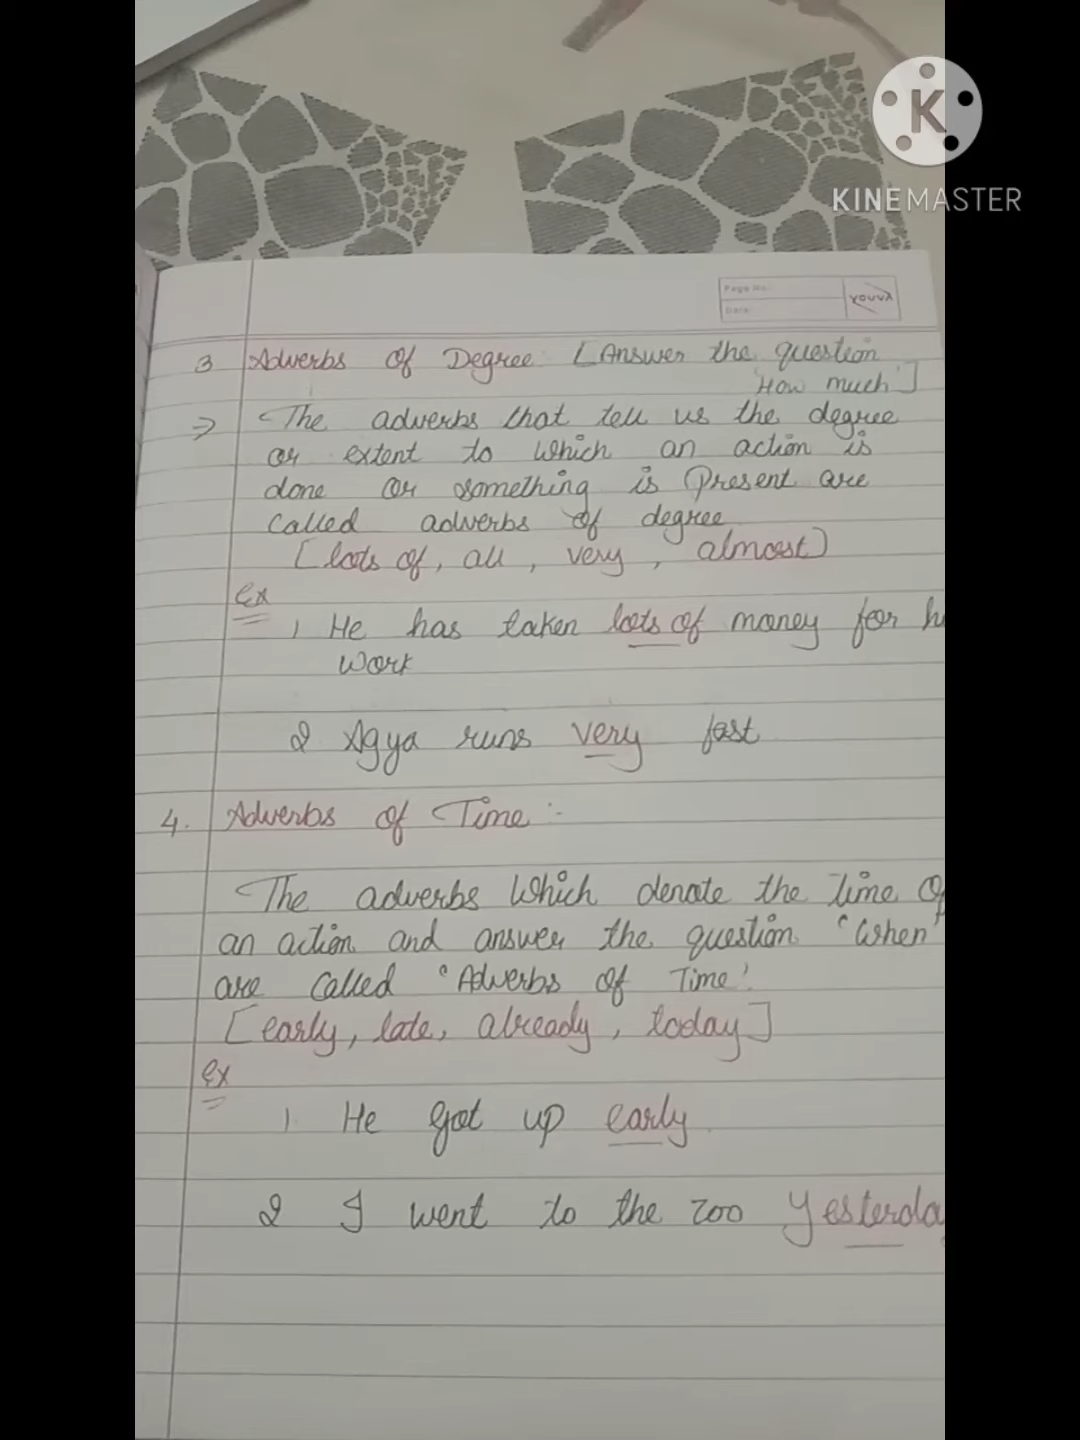 K
KINEMASTER
Page No.
Date
YOUVA
3 Adverbs of Degree [Answer the question
'How much']
⇒ The adverbs that tell us the degree
or extent to which an action is
done or something is Present are
called adverbs of degree
[lots of, all, very, almost]
Ex
1 He has taken lots of money for
work
2 Agya runs very fast
4. Adverbs of Time :-
The adverbs which denote the time of
an action and answer the question 'When'
are called 'Adverbs of Time'
[early, late, already, today]
Ex
1. He got up early
2 I went to the zoo Yesterda